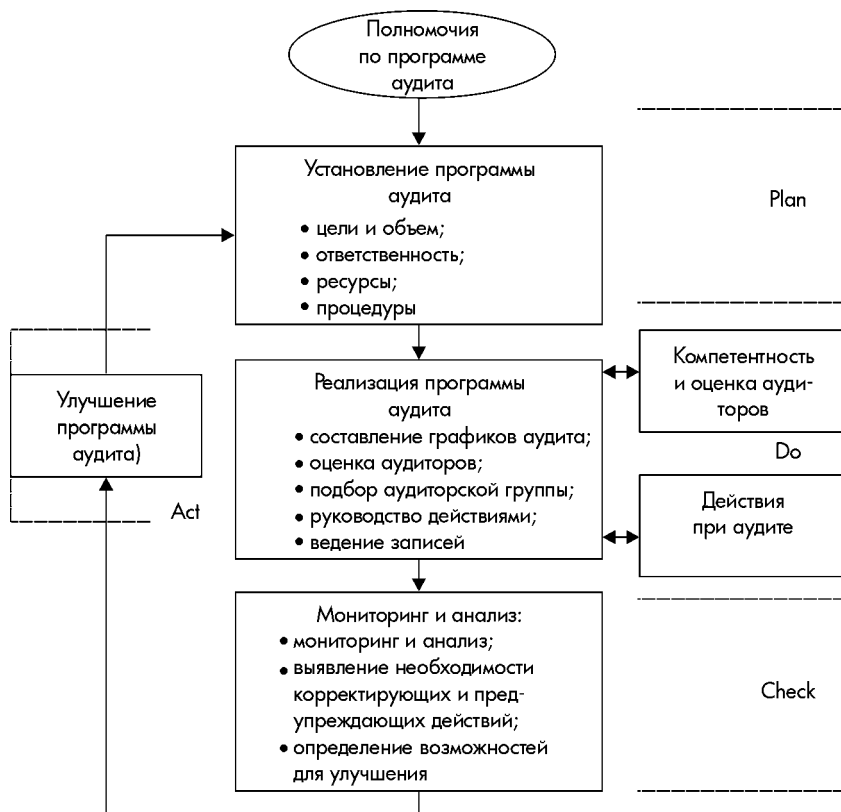 Полномочия
по программе
аудита
Установление программы
аудита
• цели и объем;
• ответственность;
• ресурсы;
• процедуры
Plan
Реализация программы
аудита
• составление графиков аудита;
• оценка аудиторов;
• подбор аудиторской группы;
• руководство действиями;
• ведение записей
Компетентность
и оценка ауди-
торов
Do
Действия
при аудите
Улучшение
программы
аудита)
Act
Мониторинг и анализ:
• мониторинг и анализ;
• выявление необходимости
корректирующих и пред-
упреждающих действий;
• определение возможностей
для улучшения
Check